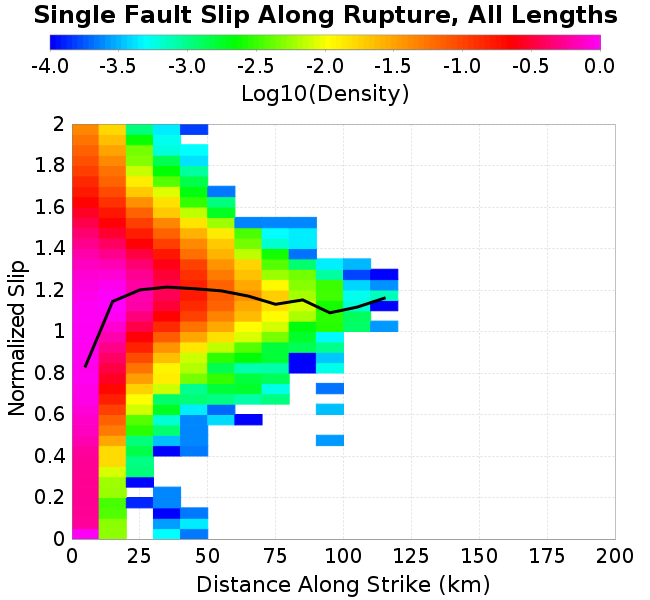 Single Fault Slip Along Rupture, All Lengths
-4.0 -3.5 -3.0 -2.5 -2.0 -1.5 -1.0 -0.5 0.0
Log10(Density)
2
1.8
1.6
1.4
1.2
1
0.8
0.6
0.4
0.2
0
Normalized Slip
0 25 50 75 100 125 150 175 200
Distance Along Strike (km)